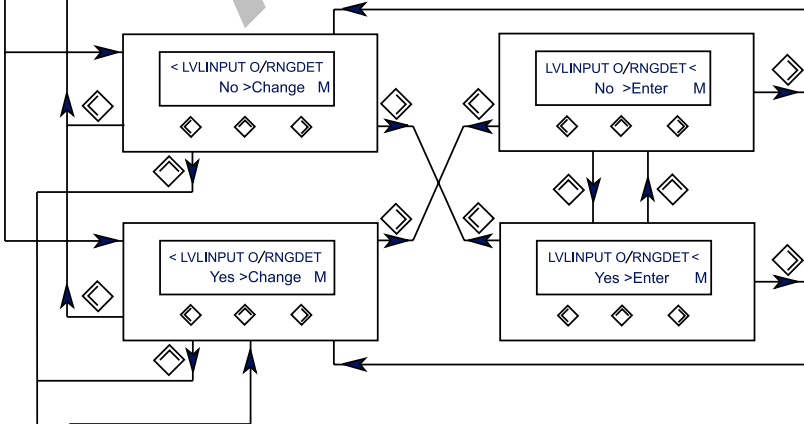 < LVLINPUT O/RNGDET
No >Change M
LVLINPUT O/RNGDET <
No >Enter M
< LVLINPUT O/RNGDET
Yes >Change M
LVLINPUT O/RNGDET <
Yes >Enter M